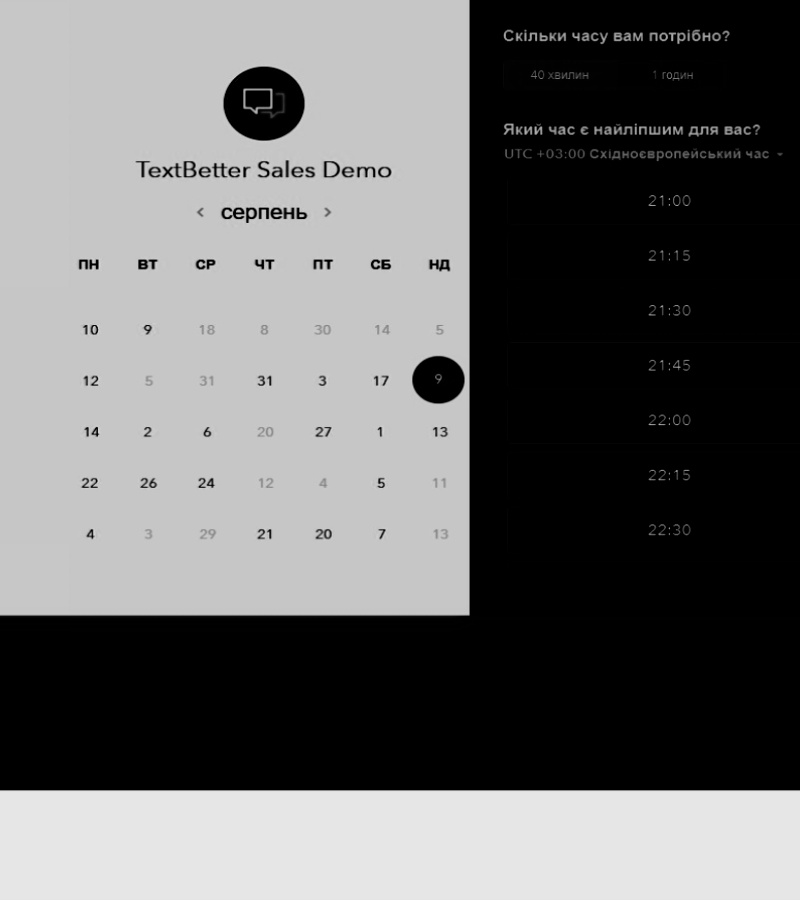 TextBetter Sales Demo
серпень
ПН ВТ СР ЧТ ПТ СБ НД
10 9 18 8 30 14 5
12 5 31 31 3 17 9
14 2 6 20 27 1 13
22 26 24 12 4 5 11
4 3 29 21 20 7 13
Скільки часу вам потрібно?
40 хвилин 1 годин
Який час є найліпшим для вас?
UTC +03:00 Східноєвропейський час
21:00
21:15
21:30
21:45
22:00
22:15
22:30